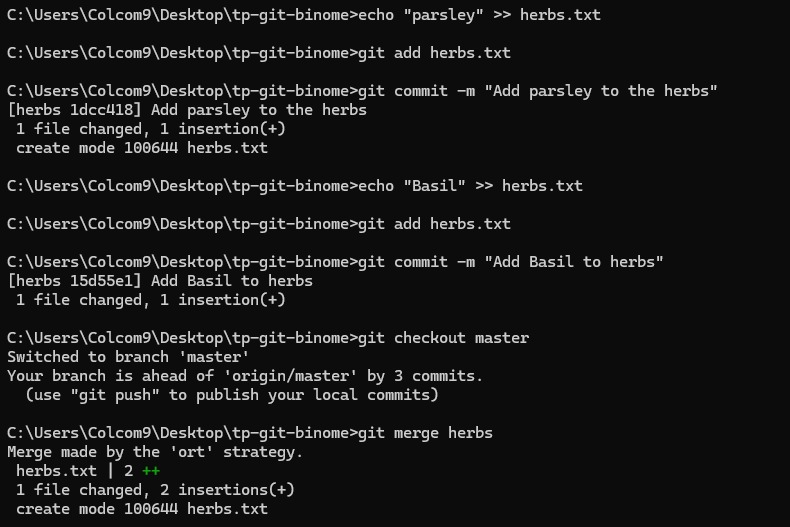 C:\Users\Colcom9\Desktop\tp-git-binome>echo "parsley" >> herbs.txt
C:\Users\Colcom9\Desktop\tp-git-binome>git add herbs.txt
C:\Users\Colcom9\Desktop\tp-git-binome>git commit -m "Add parsley to the herbs"
[herbs 1dcc418] Add parsley to the herbs
 1 file changed, 1 insertion(+)
 create mode 100644 herbs.txt
C:\Users\Colcom9\Desktop\tp-git-binome>echo "Basil" >> herbs.txt
C:\Users\Colcom9\Desktop\tp-git-binome>git add herbs.txt
C:\Users\Colcom9\Desktop\tp-git-binome>git commit -m "Add Basil to herbs"
[herbs 15d55e1] Add Basil to herbs
 1 file changed, 1 insertion(+)
C:\Users\Colcom9\Desktop\tp-git-binome>git checkout master
Switched to branch 'master'
Your branch is ahead of 'origin/master' by 3 commits.
  (use "git push" to publish your local commits)
C:\Users\Colcom9\Desktop\tp-git-binome>git merge herbs
Merge made by the 'ort' strategy.
 herbs.txt | 2 ++
 1 file changed, 2 insertions(+)
 create mode 100644 herbs.txt